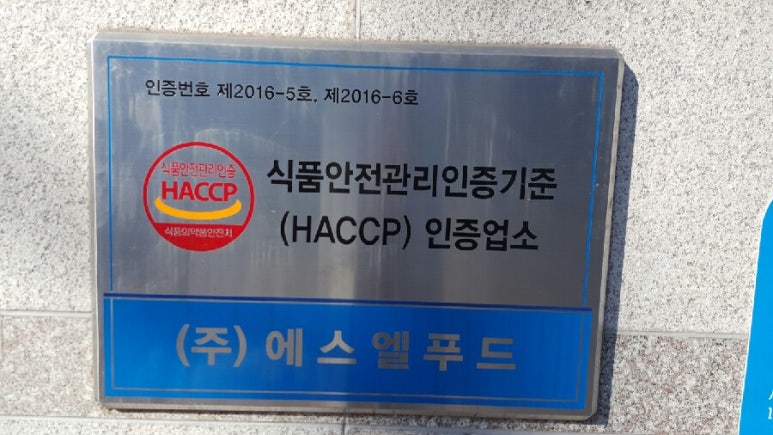 인증번호 제2016-5호, 제2016-6호
식품안전관리인증
HACCP
식품의약품안전처
식품안전관리인증기준
(HACCP) 인증업소
(주) 에스엘푸드